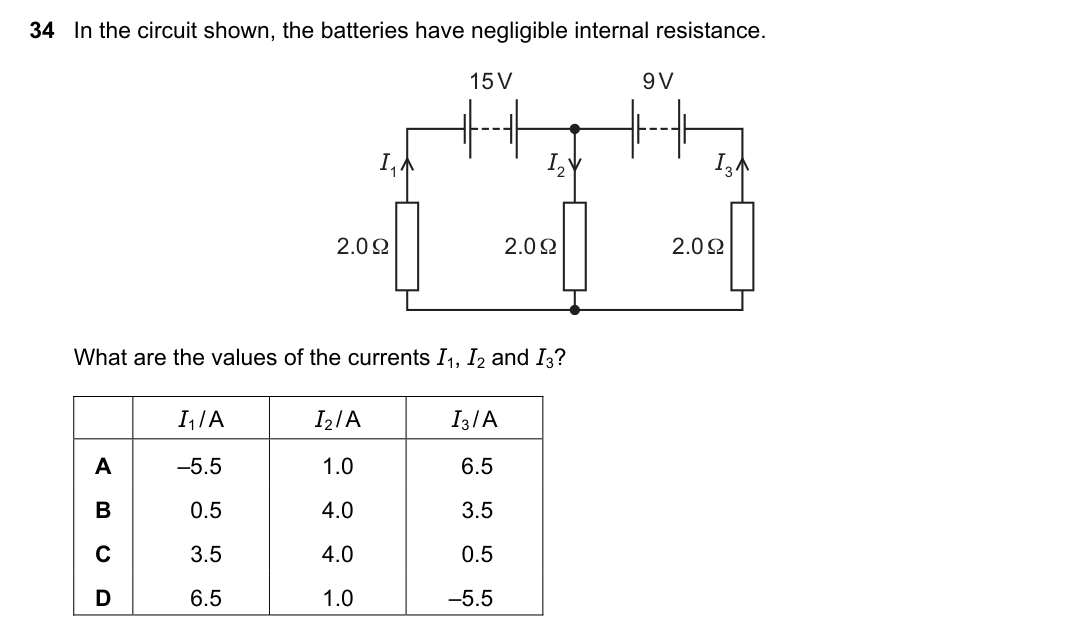 34 In the circuit shown, the batteries have negligible internal resistance.
15 V 9 V
I₁ I₂ I₃
2.0 Ω 2.0 Ω 2.0 Ω
What are the values of the currents I₁, I₂ and I₃?
I₁/A I₂/A I₃/A
A –5.5 1.0 6.5
B 0.5 4.0 3.5
C 3.5 4.0 0.5
D 6.5 1.0 –5.5